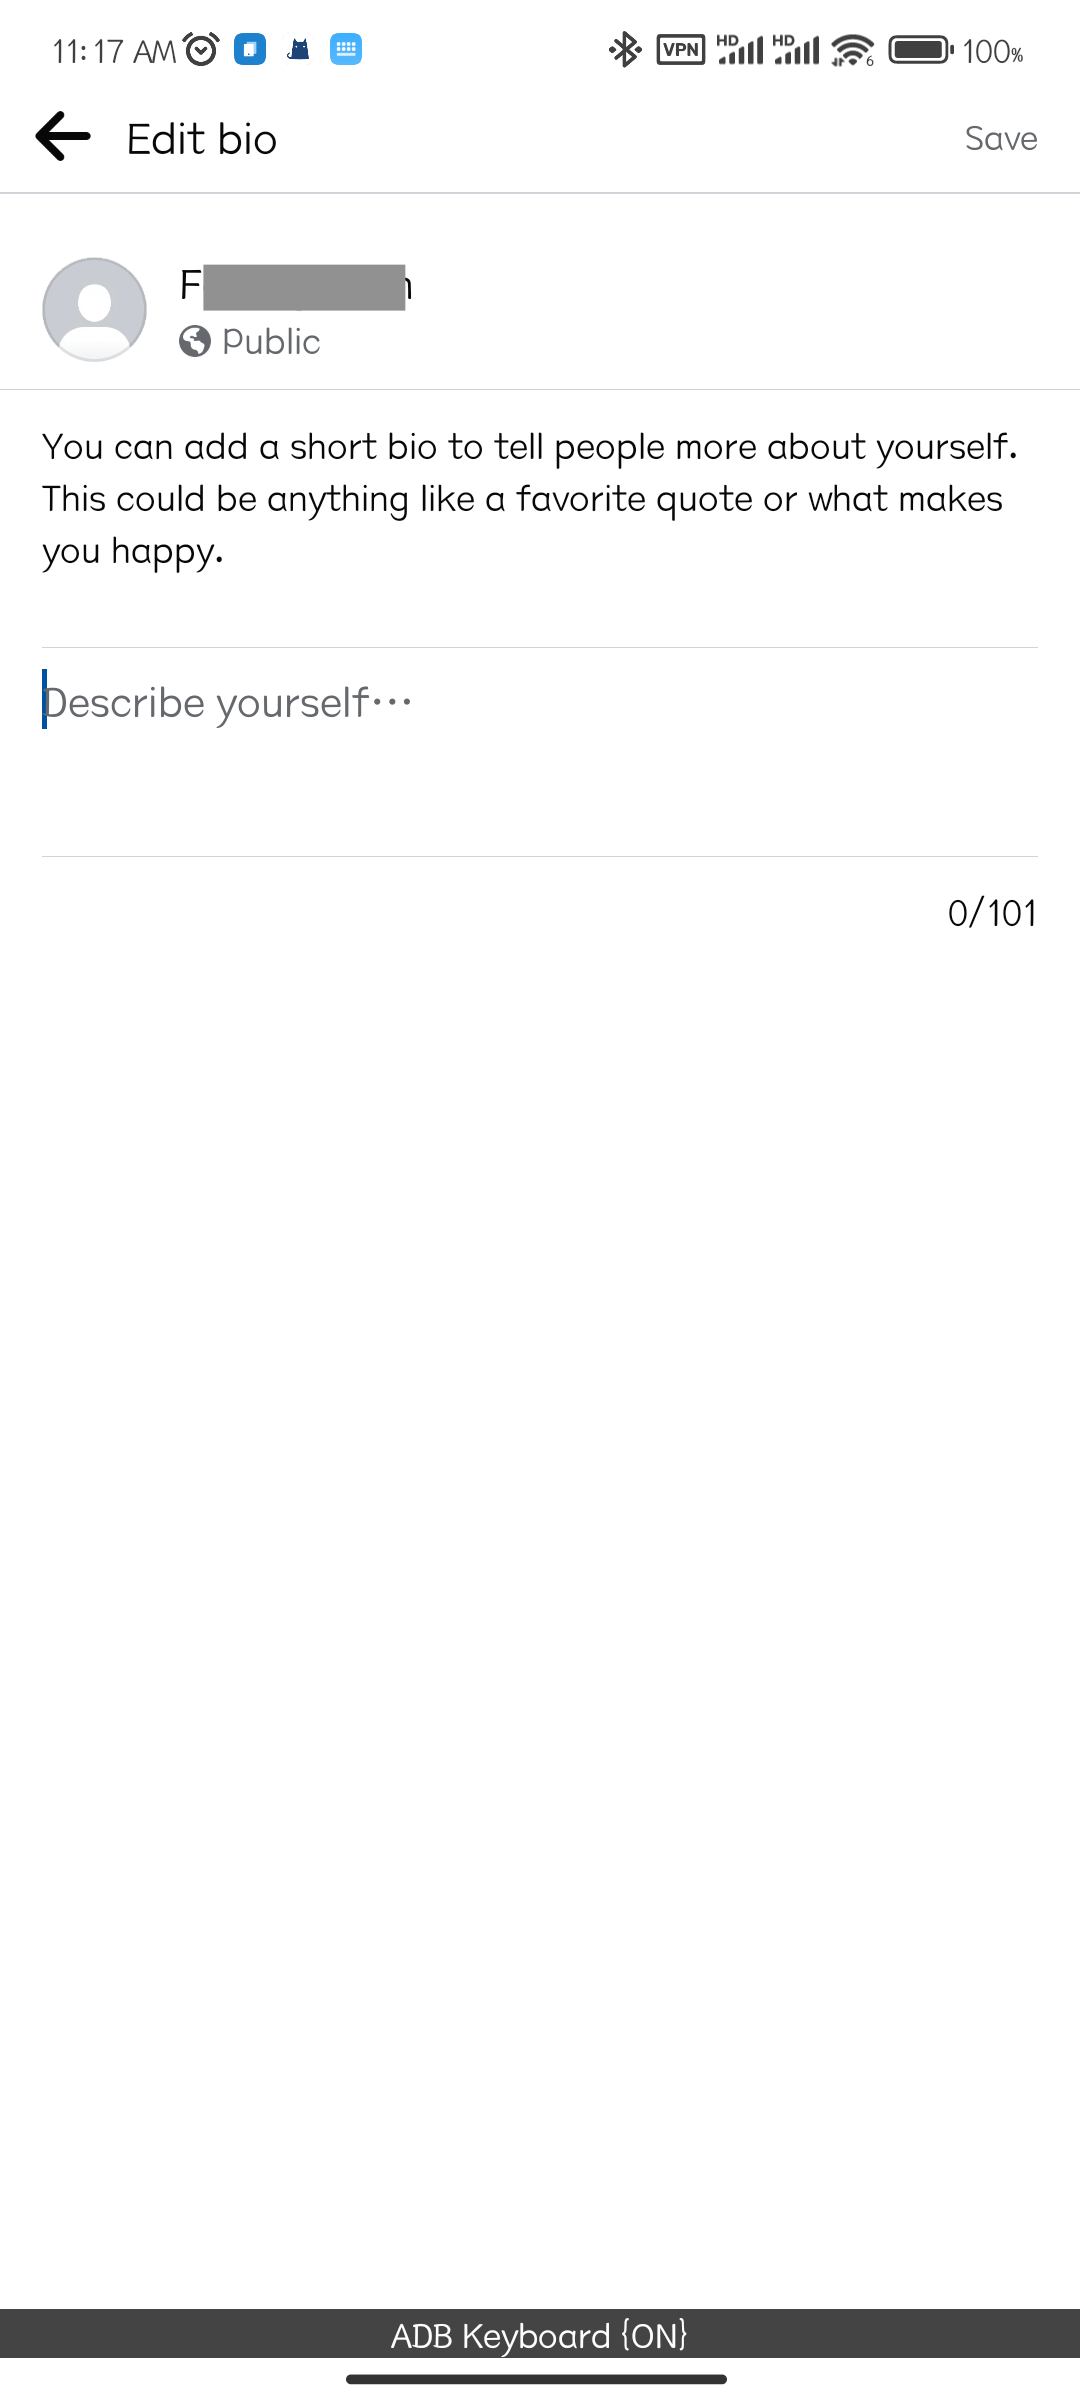 11:17 AM VPN HD HD 6 100%
Edit bio Save
Public
You can add a short bio to tell people more about yourself.
This could be anything like a favorite quote or what makes
you happy.
Describe yourself…
0/101
ADB Keyboard {ON}